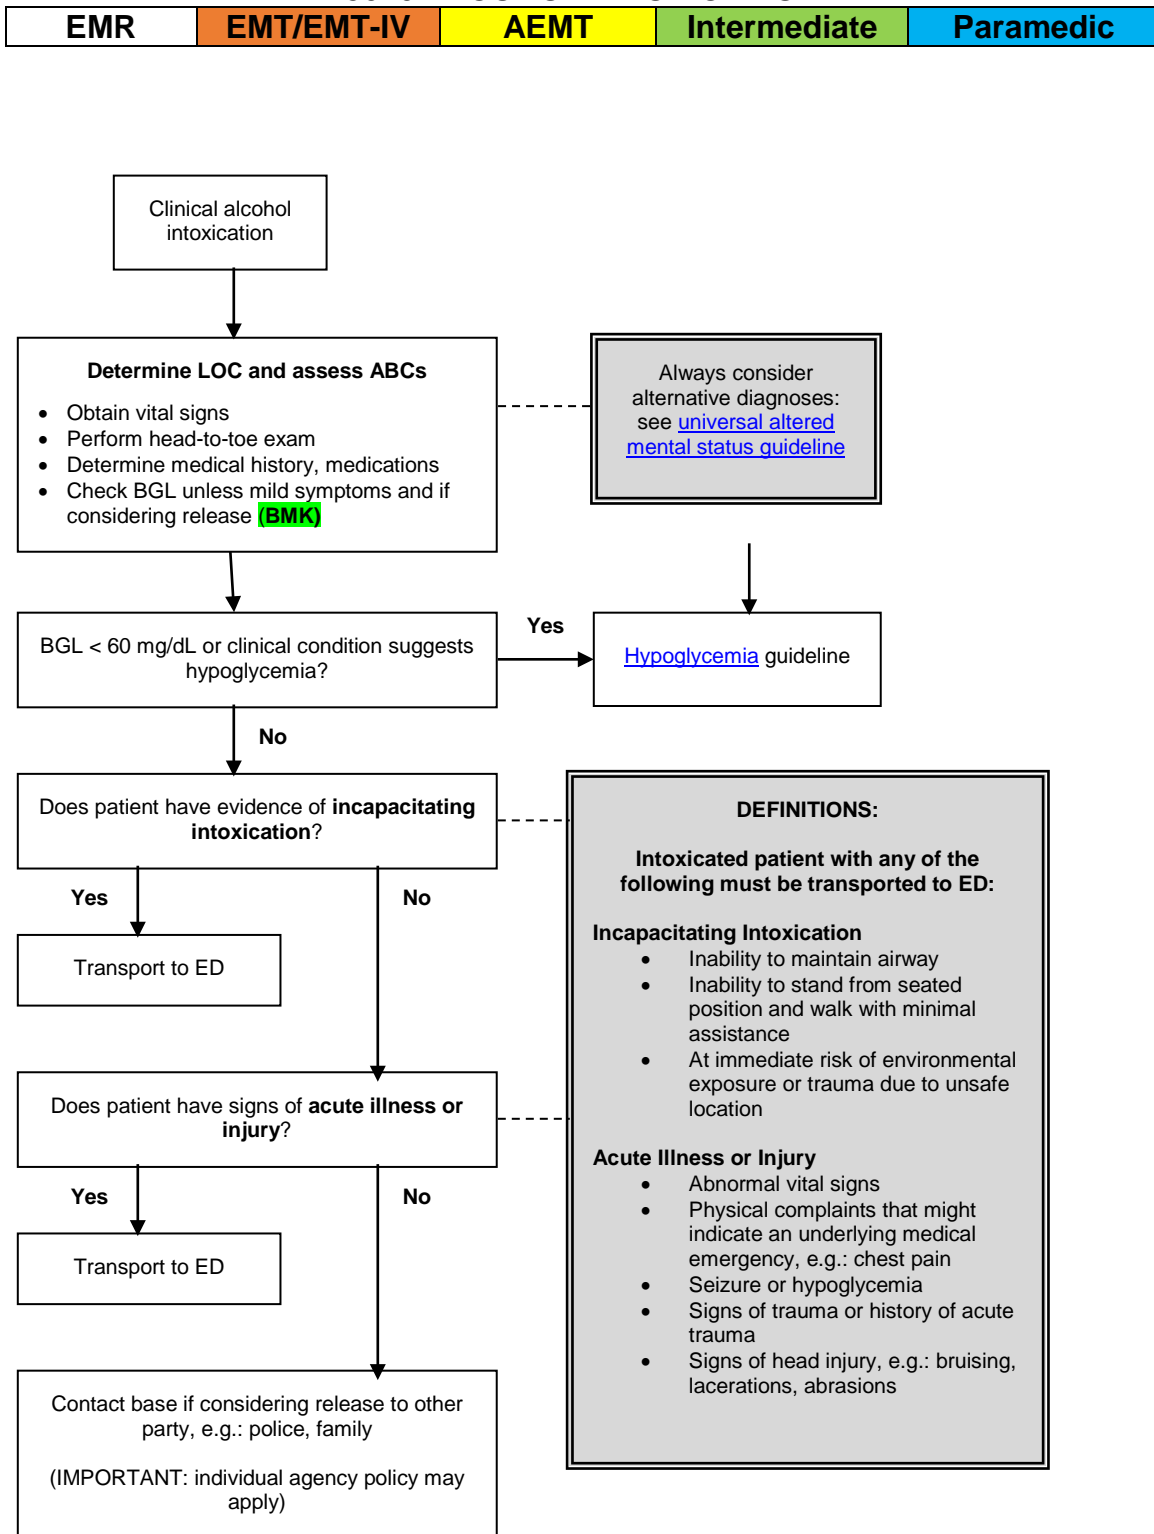 EMR EMT/EMT-IV AEMT Intermediate Paramedic
Clinical alcohol
intoxication
Determine LOC and assess ABCs
• Obtain vital signs
• Perform head-to-toe exam
• Determine medical history, medications
• Check BGL unless mild symptoms and if
considering release (BMK)
Always consider
alternative diagnoses:
see universal altered
mental status guideline
BGL < 60 mg/dL or clinical condition suggests
hypoglycemia?
Yes
Hypoglycemia guideline
No
Does patient have evidence of incapacitating
intoxication?
Yes
No
Transport to ED
Does patient have signs of acute illness or
injury?
Yes
No
Transport to ED
Contact base if considering release to other
party, e.g.: police, family
(IMPORTANT: individual agency policy may
apply)
DEFINITIONS:
Intoxicated patient with any of the
following must be transported to ED:
Incapacitating Intoxication
• Inability to maintain airway
• Inability to stand from seated
position and walk with minimal
assistance
• At immediate risk of environmental
exposure or trauma due to unsafe
location
Acute Illness or Injury
• Abnormal vital signs
• Physical complaints that might
indicate an underlying medical
emergency, e.g.: chest pain
• Seizure or hypoglycemia
• Signs of trauma or history of acute
trauma
• Signs of head injury, e.g.: bruising,
lacerations, abrasions